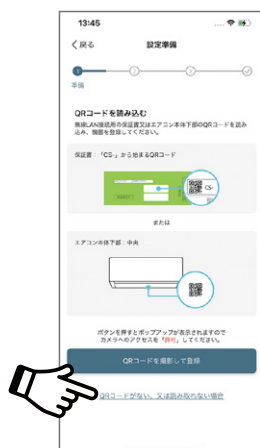 13:45
戻る
設定準備
1
2
3
準備
QRコードを読み込む
無線LAN接続用の保証書又はエアコン本体下部のQRコードを読み
込み、機器を登録してください。
保証書：「CS-」から始まるQRコード
CS-
または
エアコン本体下部：中央
ボタンを押すとポップアップが表示されますので
カメラへのアクセスを「許可」してください。
QRコードを撮影して登録
QRコードがない、又は読み取れない場合